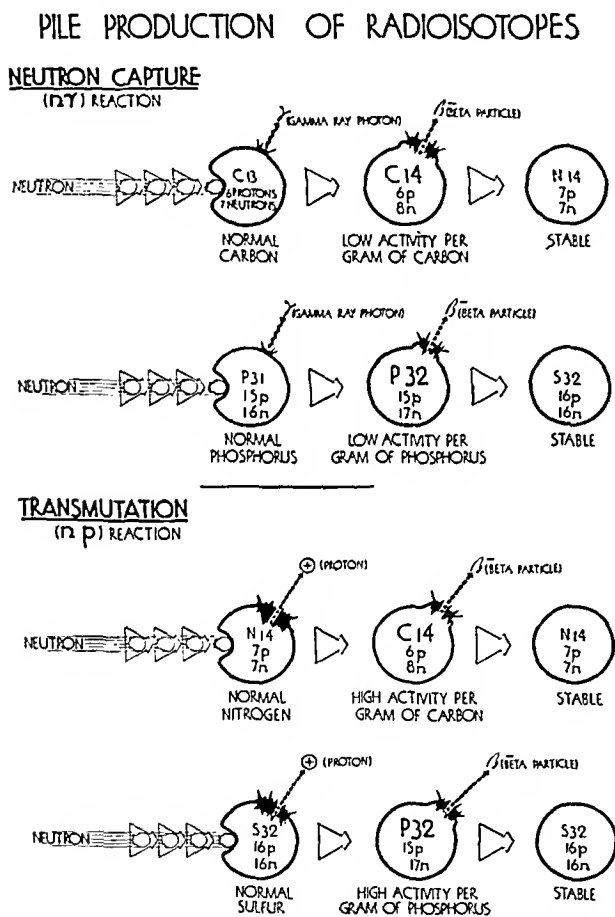 PILE PRODUCTION OF RADIOISOTOPES
NEUTRON CAPTURE
(nγ) REACTION
γ(GAMMA RAY PHOTON)
β̄(BETA PARTICLE)
NEUTRON
C13
6 PROTONS
7 NEUTRONS
C14
6p
8n
N14
7p
7n
NORMAL
CARBON
LOW ACTIVITY PER
GRAM OF CARBON
STABLE
γ(GAMMA RAY PHOTON)
β̄(BETA PARTICLE)
NEUTRON
P31
15p
16n
P32
15p
17n
S32
16p
16n
NORMAL
PHOSPHORUS
LOW ACTIVITY PER
GRAM OF PHOSPHORUS
STABLE
TRANSMUTATION
(n p) REACTION
+ (PROTON)
β̄(BETA PARTICLE)
NEUTRON
N14
7p
7n
C14
6p
8n
N14
7p
7n
NORMAL
NITROGEN
HIGH ACTIVITY PER
GRAM OF CARBON
STABLE
+ (PROTON)
β̄(BETA PARTICLE)
NEUTRON
S32
16p
16n
P32
15p
17n
S32
16p
16n
NORMAL
SULFUR
HIGH ACTIVITY PER
GRAM OF PHOSPHORUS
STABLE